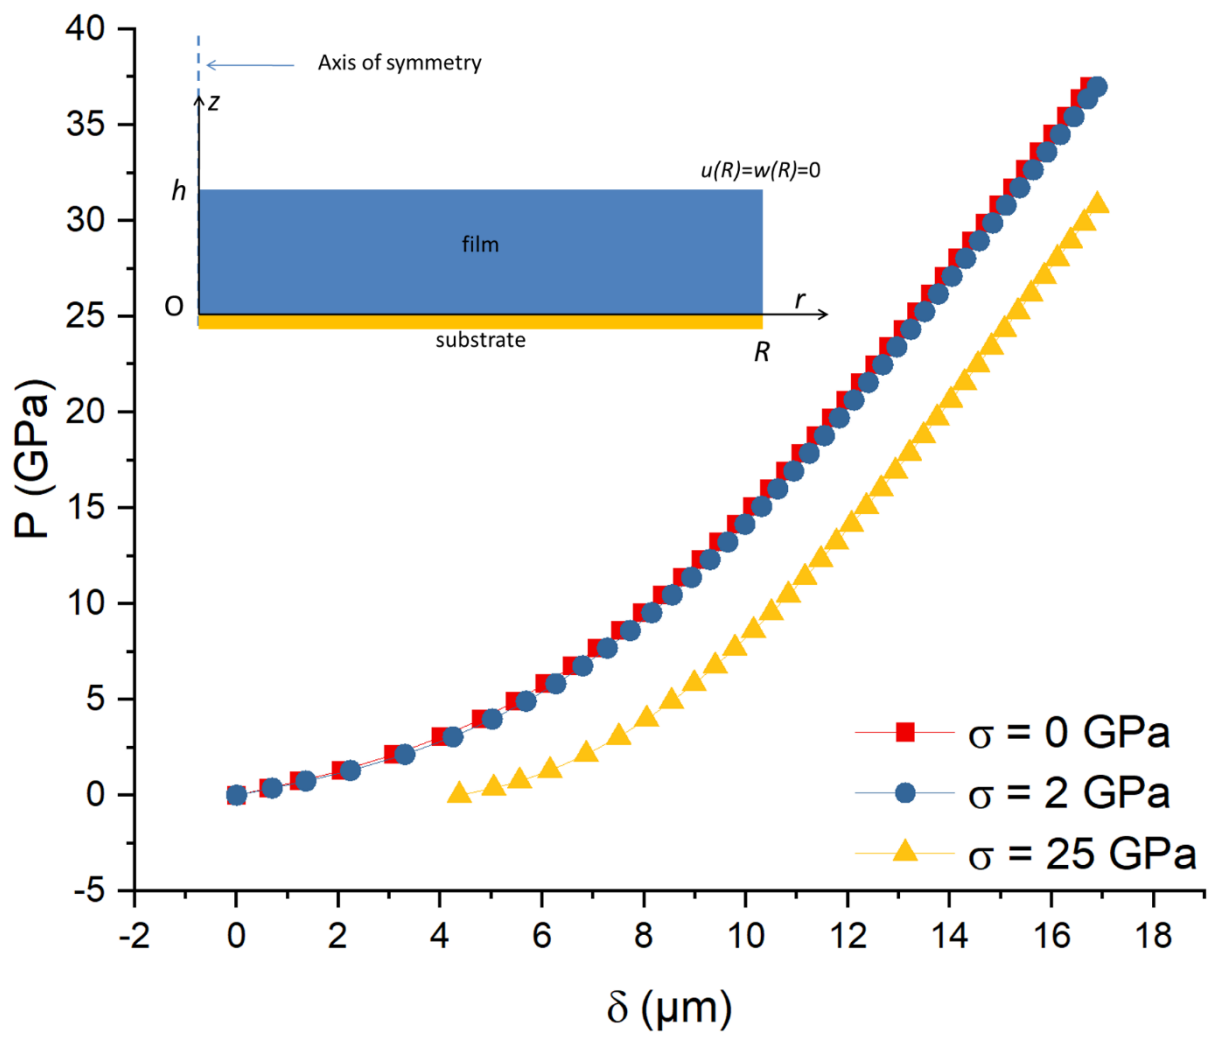 40
35
30
25
20
15
10
5
0
-5
P (GPa)
Axis of symmetry
z
h
u(R)=w(R)=0
film
O
r
substrate
R
σ = 0 GPa
σ = 2 GPa
σ = 25 GPa
-2 0 2 4 6 8 10 12 14 16 18
δ (μm)